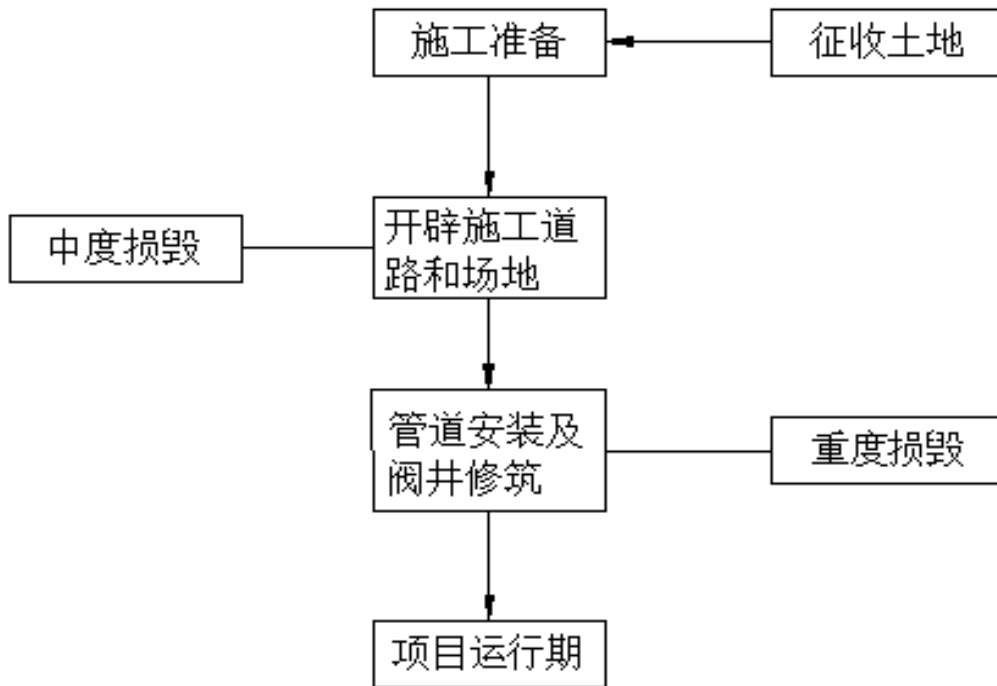 施工准备
征收土地
中度损毁
开辟施工道
路和场地
管道安装及
阀井修筑
重度损毁
项目运行期